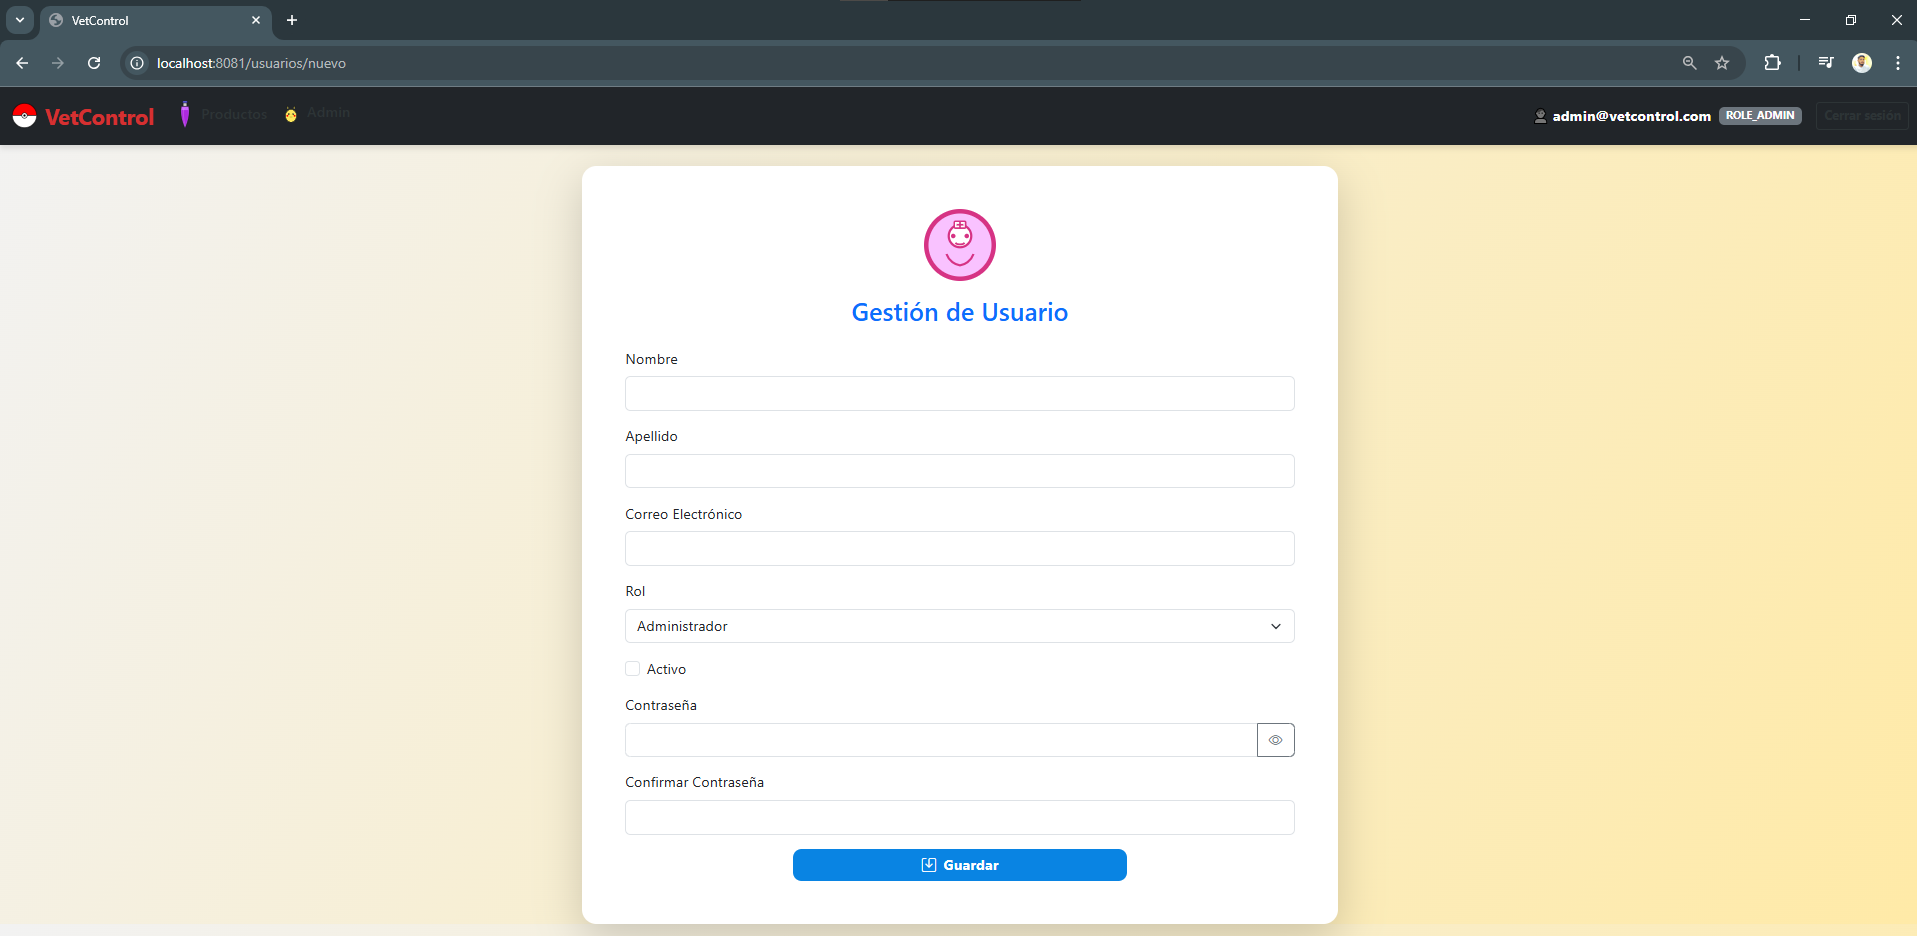 VetControl
localhost:8081/usuarios/nuevo
VetControl Productos Admin admin@vetcontrol.com ROLE_ADMIN Cerrar sesión
Gestión de Usuario
Nombre
Apellido
Correo Electrónico
Rol
Administrador
Activo
Contraseña
Confirmar Contraseña
Guardar